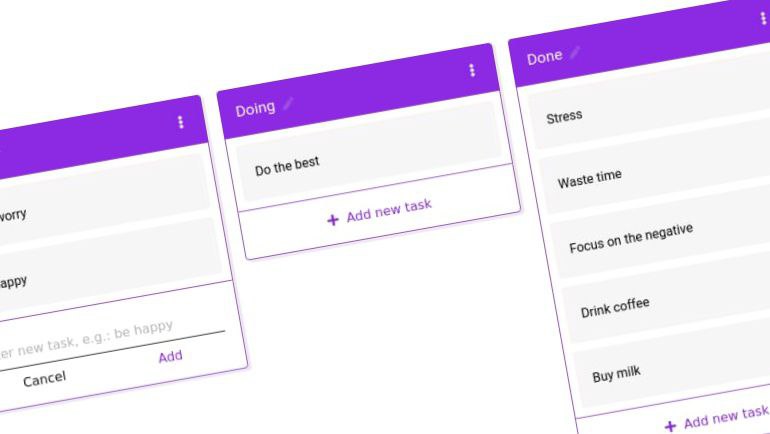 worry
appy
er new task, e.g.: be happy
Cancel
Add
Doing
Do the best
+ Add new task
Done
Stress
Waste time
Focus on the negative
Drink coffee
Buy milk
+ Add new task